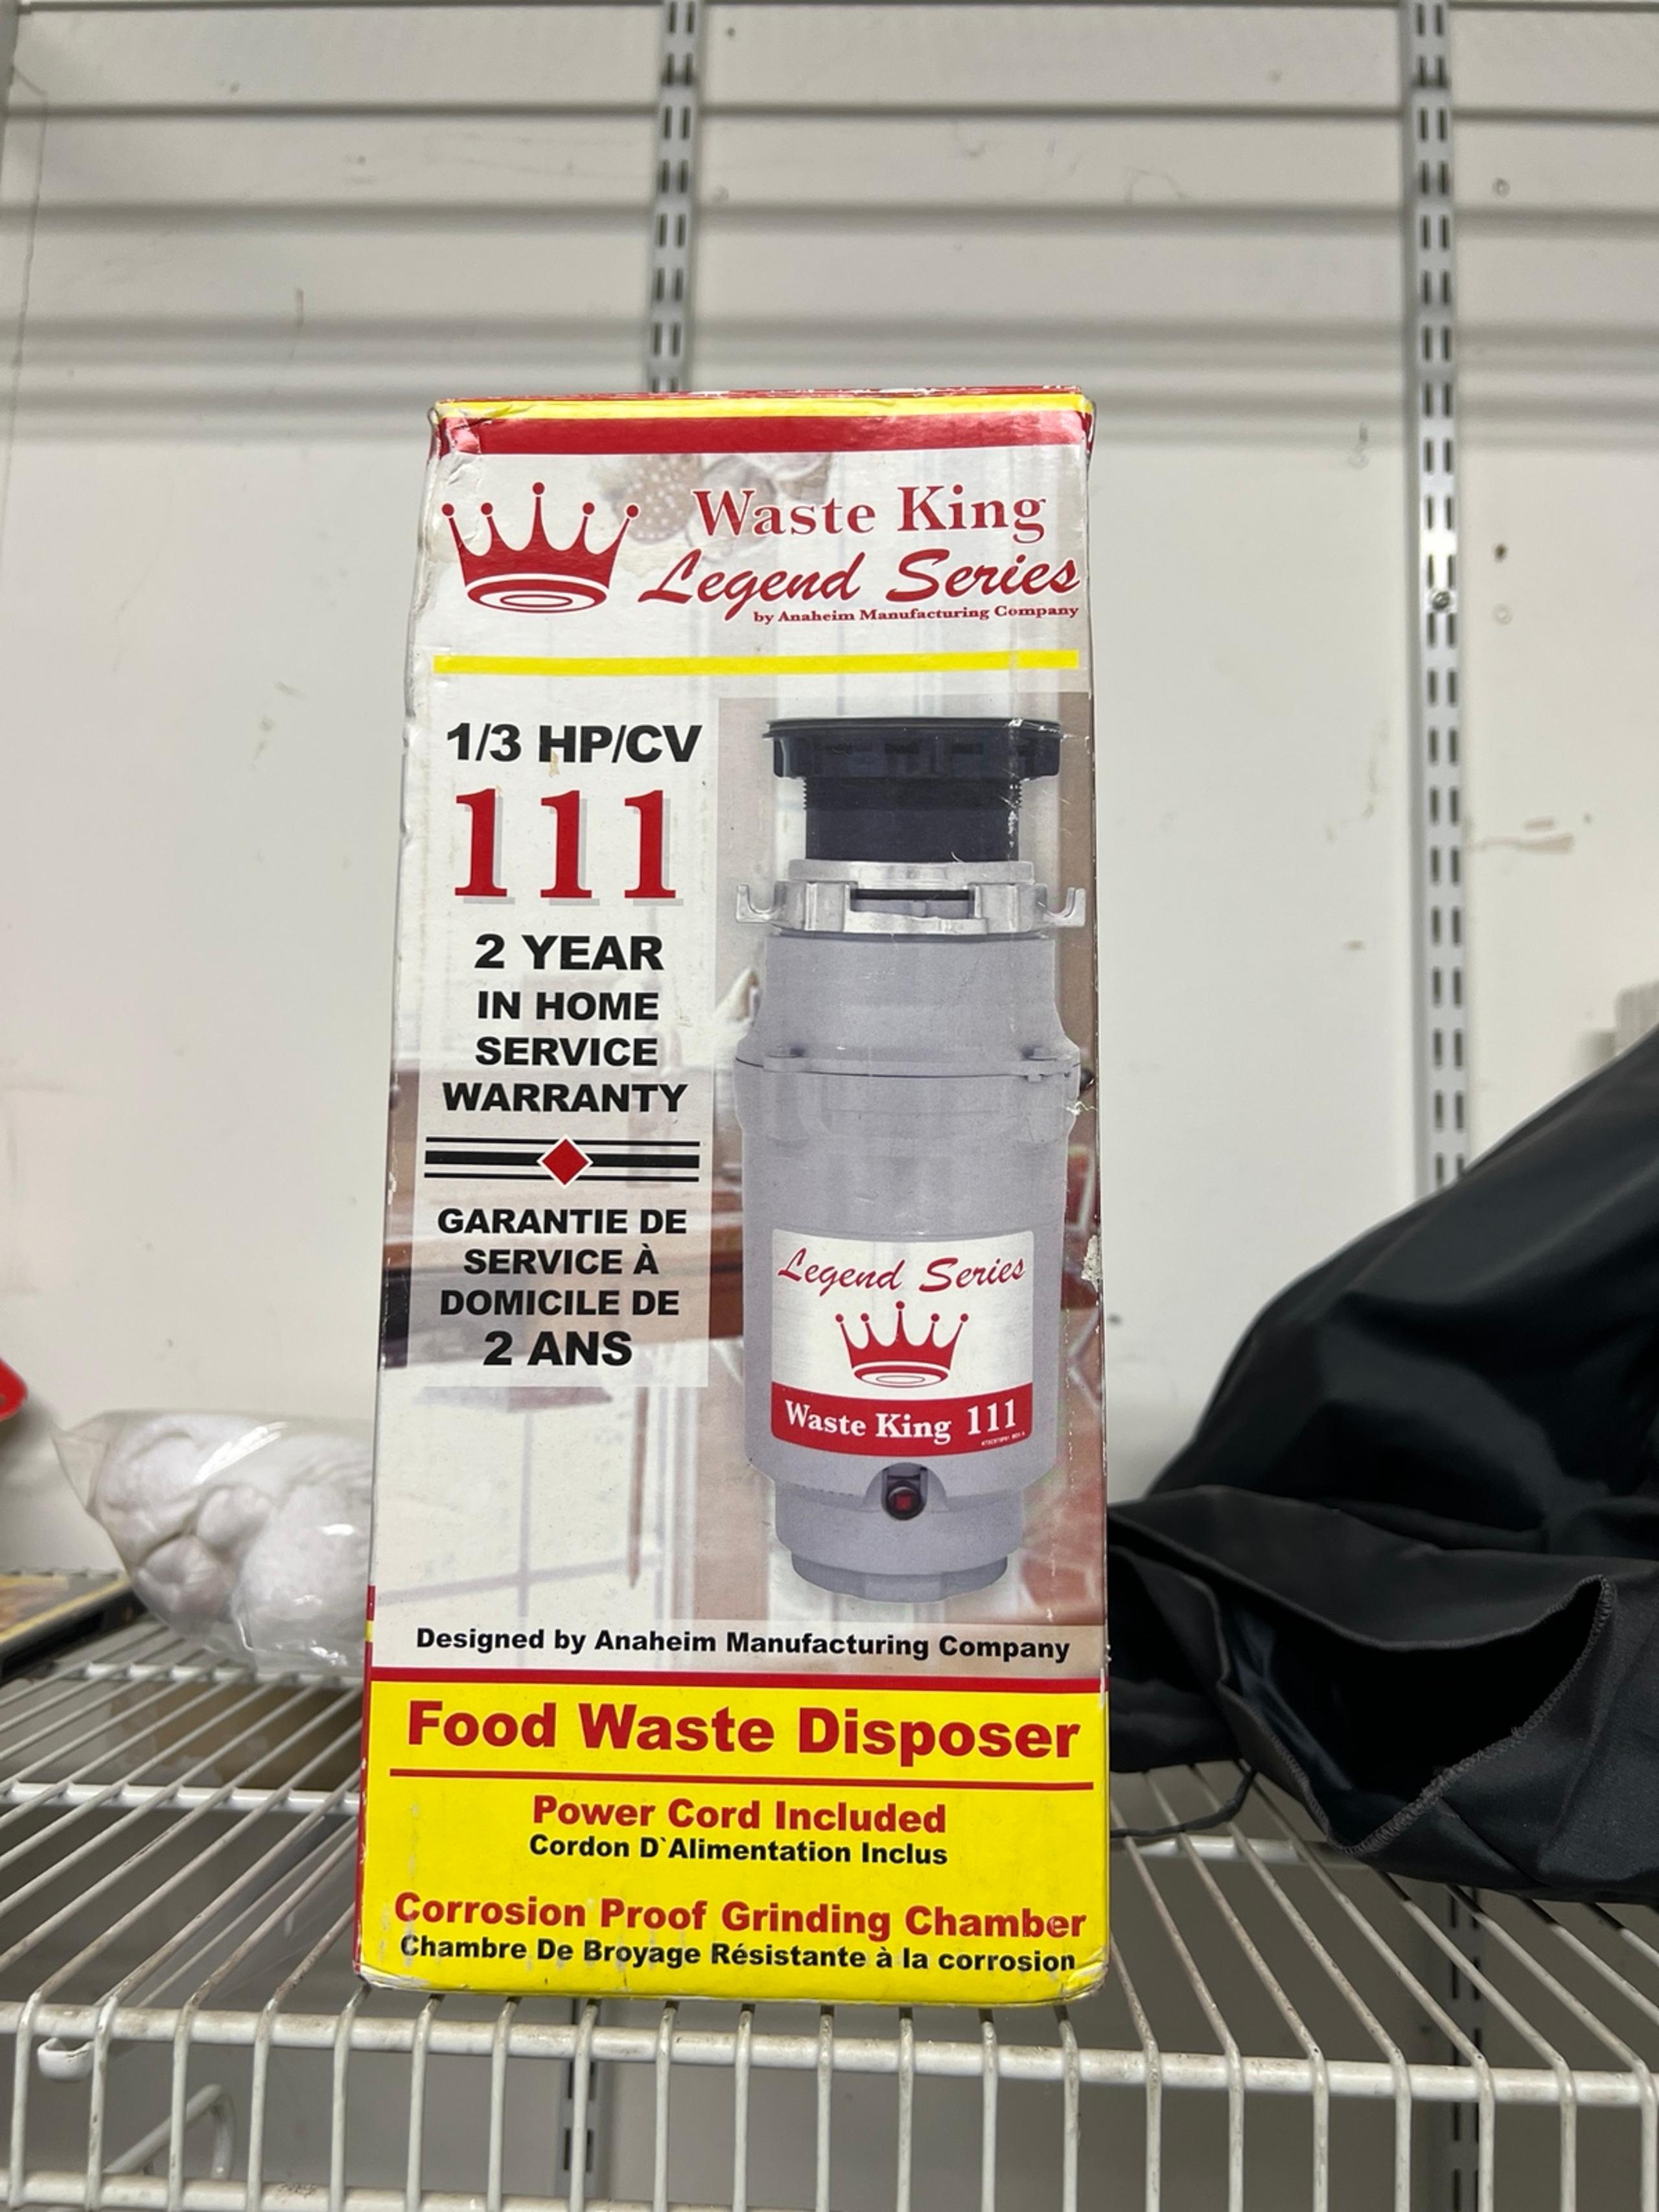 Waste King
Legend Series
by Anaheim Manufacturing Company
1/3 HP/CV
111
2 YEAR
IN HOME
SERVICE
WARRANTY
GARANTIE DE
SERVICE À
DOMICILE DE
2 ANS
Legend Series
Waste King 111
Designed by Anaheim Manufacturing Company
Food Waste Disposer
Power Cord Included
Cordon D`Alimentation Inclus
Corrosion Proof Grinding Chamber
Chambre De Broyage Résistante à la corrosion